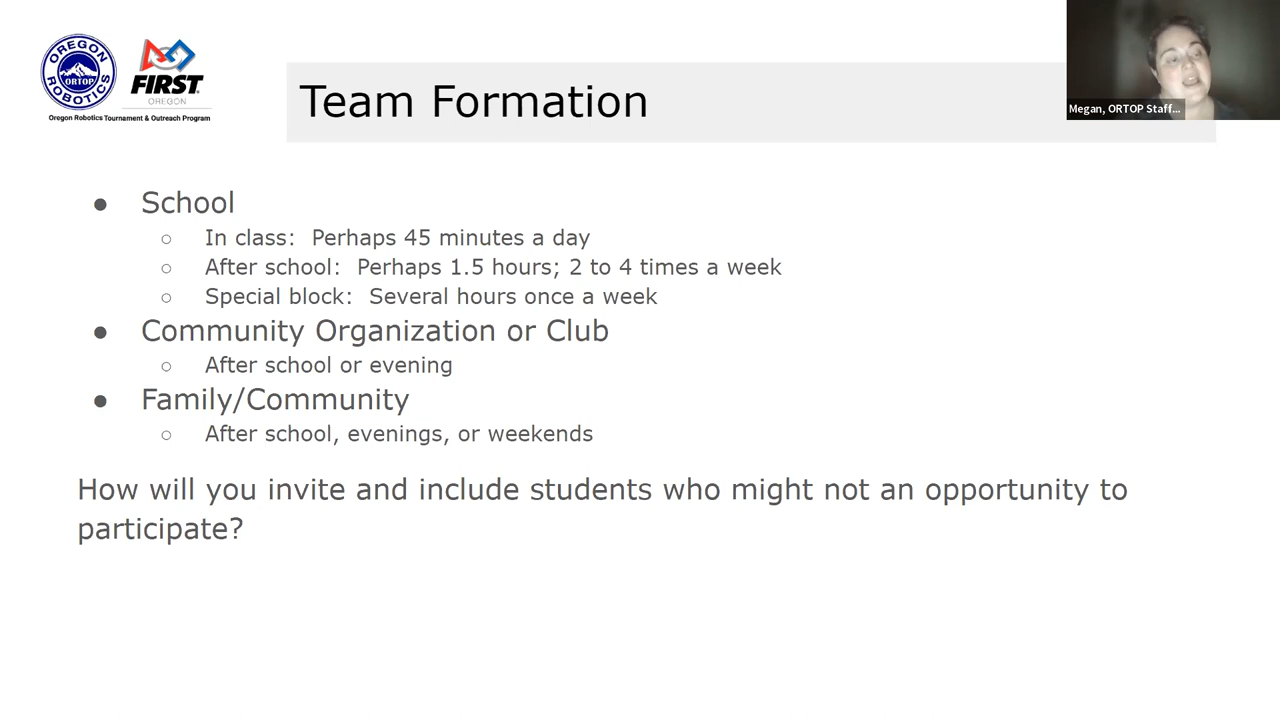 OREGON
ORTOP
ROBOTICS
FIRST
OREGON
Oregon Robotics Tournament & Outreach Program
Team Formation
Megan, ORTOP Staff...
● School
○ In class: Perhaps 45 minutes a day
○ After school: Perhaps 1.5 hours; 2 to 4 times a week
○ Special block: Several hours once a week
● Community Organization or Club
○ After school or evening
● Family/Community
○ After school, evenings, or weekends
How will you invite and include students who might not an opportunity to
participate?